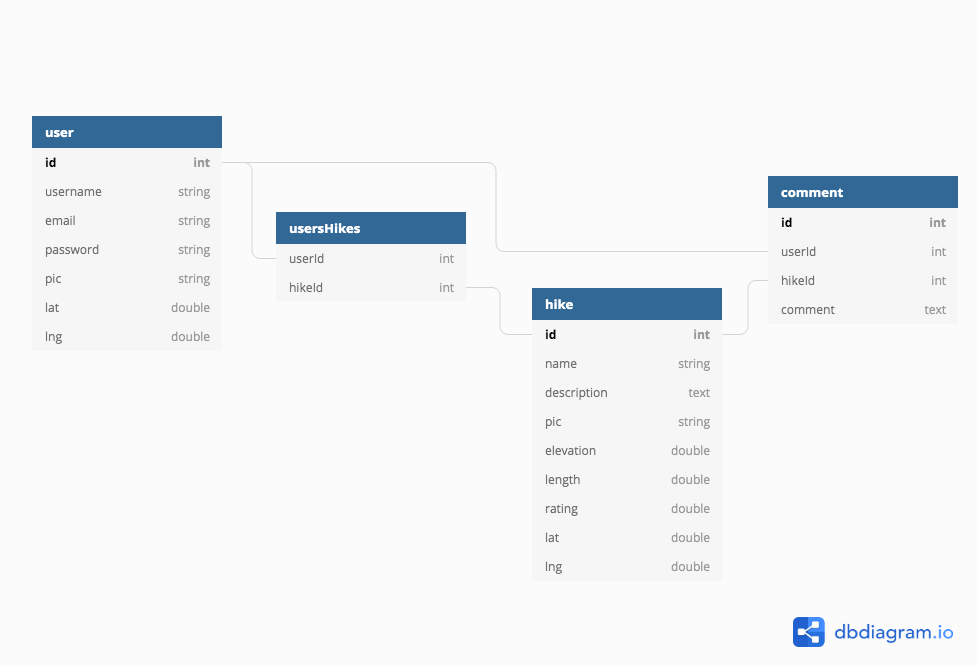 user
id int
username string
email string
password string
pic string
lat double
lng double
usersHikes
userId int
hikeId int
hike
id int
name string
description text
pic string
elevation double
length double
rating double
lat double
lng double
comment
id int
userId int
hikeId int
comment text
dbdiagram.io